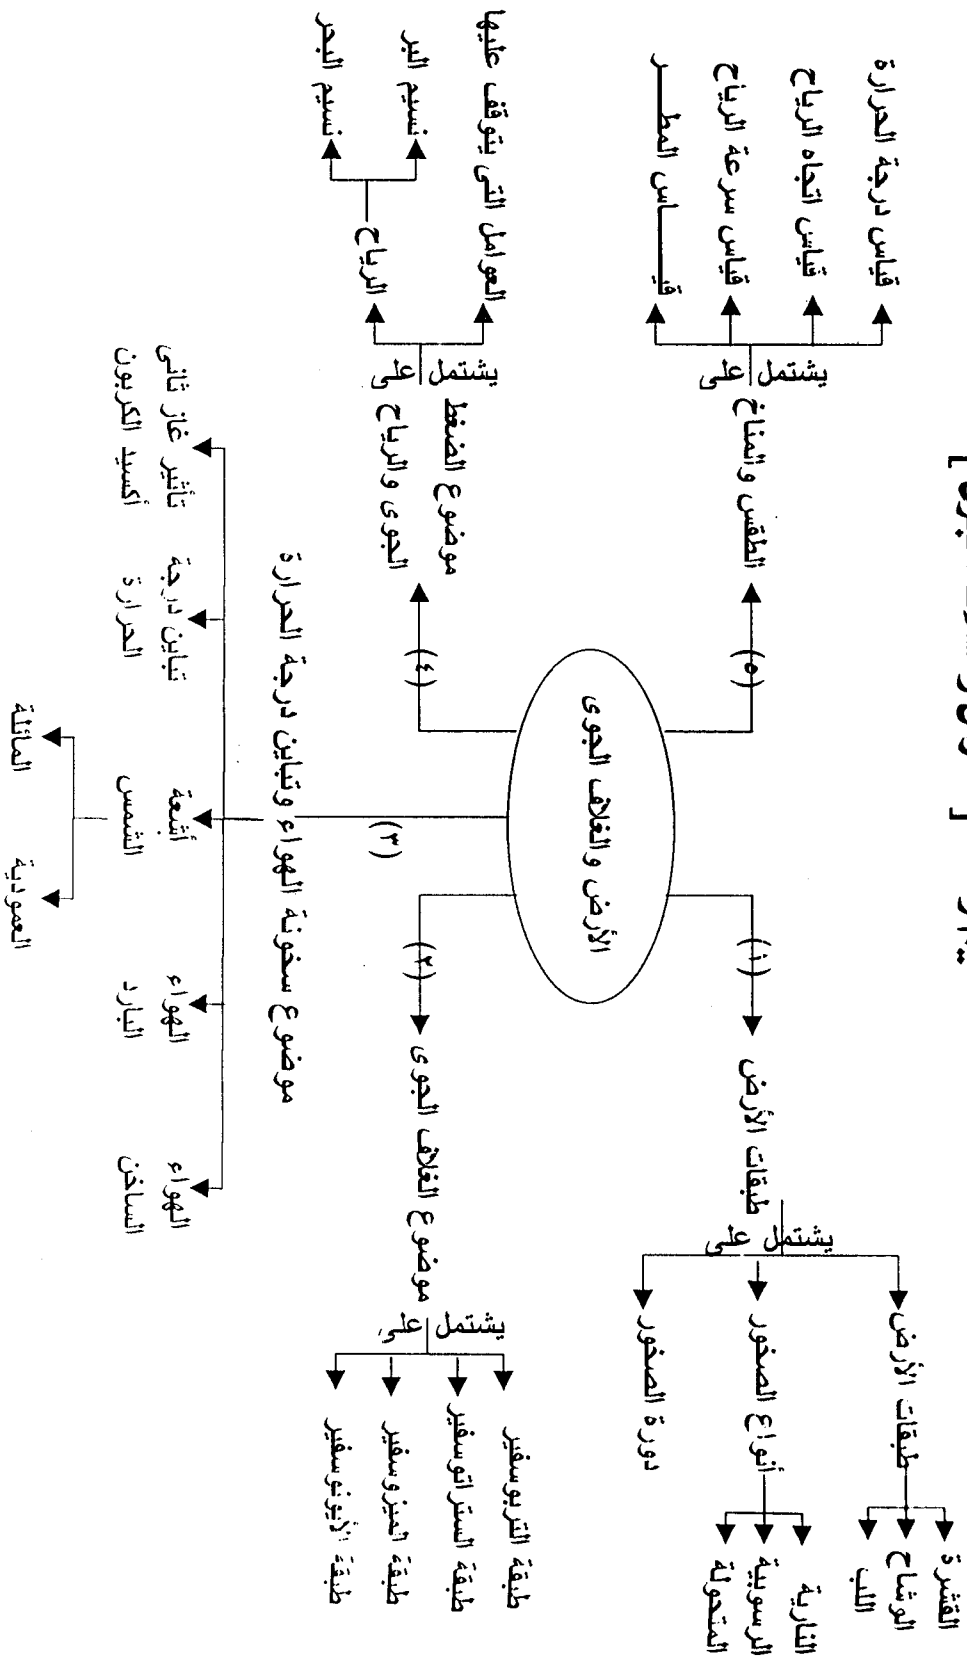 الأرض والغلاف الجوى
(١)
طبقات الأرض
يشتمل على
طبقات الأرض
القشرة
الوشاح
اللب
أنواع الصخور
النارية
الرسوبية
المتحولة
دورة الصخور
(٢)
موضوع الغلاف الجوى
يشتمل على
طبقة التربوسفير
طبقة الستراتوسفير
طبقة الميزوسفير
طبقة الأيونوسفير
(٣)
موضوع سخونة الهواء وتباين درجة الحرارة
الهواء
الساخن
الهواء
البارد
أشعة
الشمس
العمودية
المائلة
تباين درجة
الحرارة
تأثير غاز ثانى
أكسيد الكربون
(٤)
موضوع الضغط
الجوى والرياح
يشتمل على
العوامل التى يتوقف عليها
الرياح
نسيم البر
نسيم البحر
(٥)
الطقس والمناخ
يشتمل على
قياس درجة الحرارة
قياس اتجاه الرياح
قياس سرعة الرياح
قيـــاس المطـــر